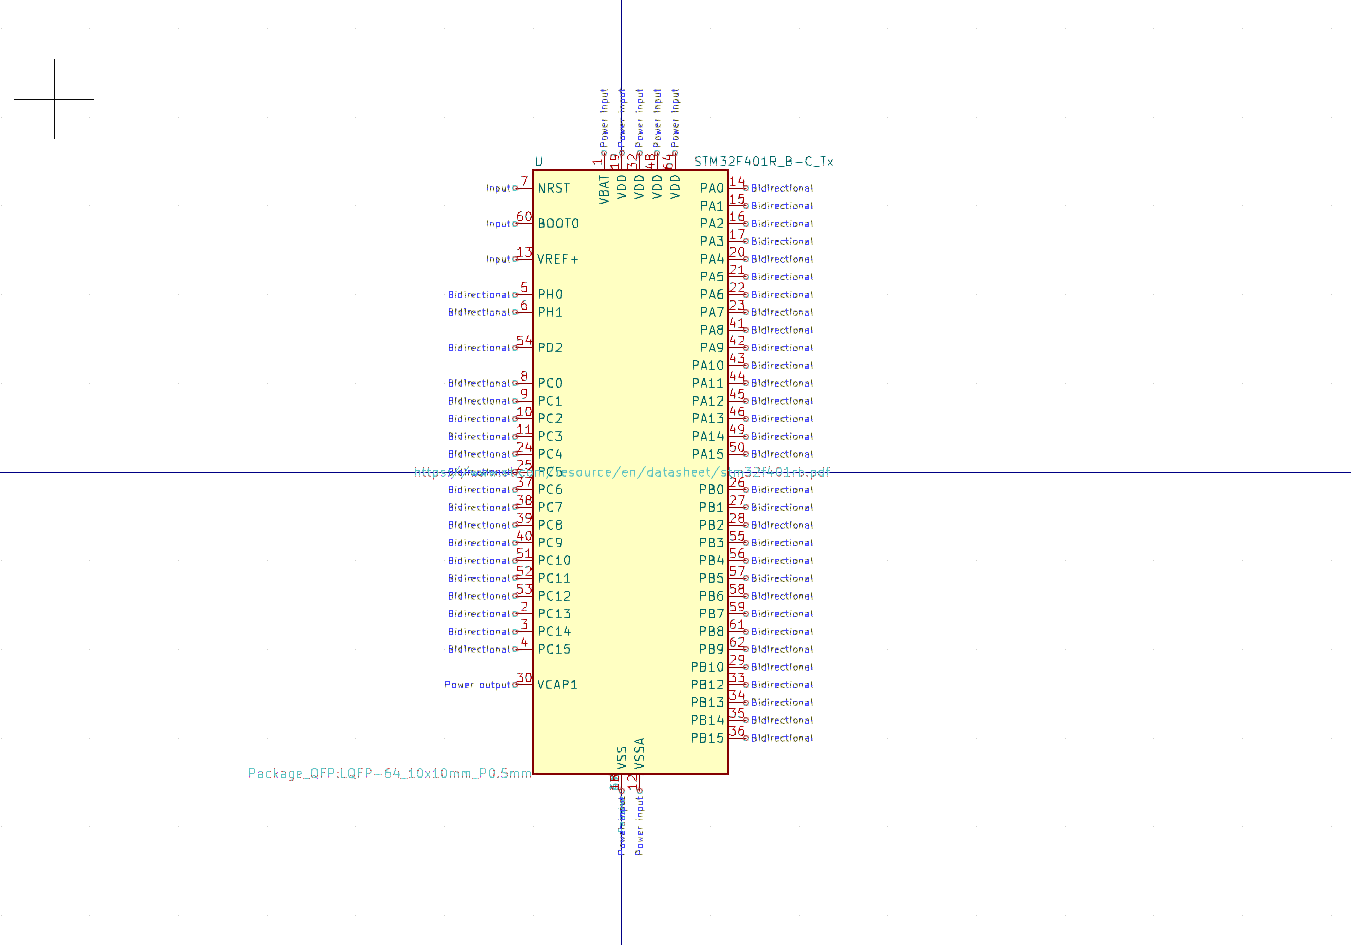 Power input
Power input
Power input
Power input
Power input
1
19
32
48
64
U
STM32F401R_B-C_Tx
VBAT
VDD
VDD
VDD
VDD
Input 7 NRST
Input 60 BOOT0
Input 13 VREF+
Bidirectional 5 PH0
Bidirectional 6 PH1
Bidirectional 54 PD2
Bidirectional 8 PC0
Bidirectional 9 PC1
Bidirectional 10 PC2
Bidirectional 11 PC3
Bidirectional 24 PC4
25 PC5
Bidirectional 37 PC6
Bidirectional 38 PC7
Bidirectional 39 PC8
Bidirectional 40 PC9
Bidirectional 51 PC10
Bidirectional 52 PC11
Bidirectional 53 PC12
Bidirectional 2 PC13
Bidirectional 3 PC14
Bidirectional 4 PC15
Power output 30 VCAP1
PA0 14 Bidirectional
PA1 15 Bidirectional
PA2 16 Bidirectional
PA3 17 Bidirectional
PA4 20 Bidirectional
PA5 21 Bidirectional
PA6 22 Bidirectional
PA7 23 Bidirectional
PA8 41 Bidirectional
PA9 42 Bidirectional
PA10 43 Bidirectional
PA11 44 Bidirectional
PA12 45 Bidirectional
PA13 46 Bidirectional
PA14 49 Bidirectional
PA15 50 Bidirectional
/resource/en/datasheet/stm32f401rb.pdf
PB0 26 Bidirectional
PB1 27 Bidirectional
PB2 28 Bidirectional
PB3 55 Bidirectional
PB4 56 Bidirectional
PB5 57 Bidirectional
PB6 58 Bidirectional
PB7 59 Bidirectional
PB8 61 Bidirectional
PB9 62 Bidirectional
PB10 29 Bidirectional
PB12 33 Bidirectional
PB13 34 Bidirectional
PB14 35 Bidirectional
PB15 36 Bidirectional
VSS
VSSA
Package_QFP:LQFP-64_10x10mm_P0.5mm
12
Power input